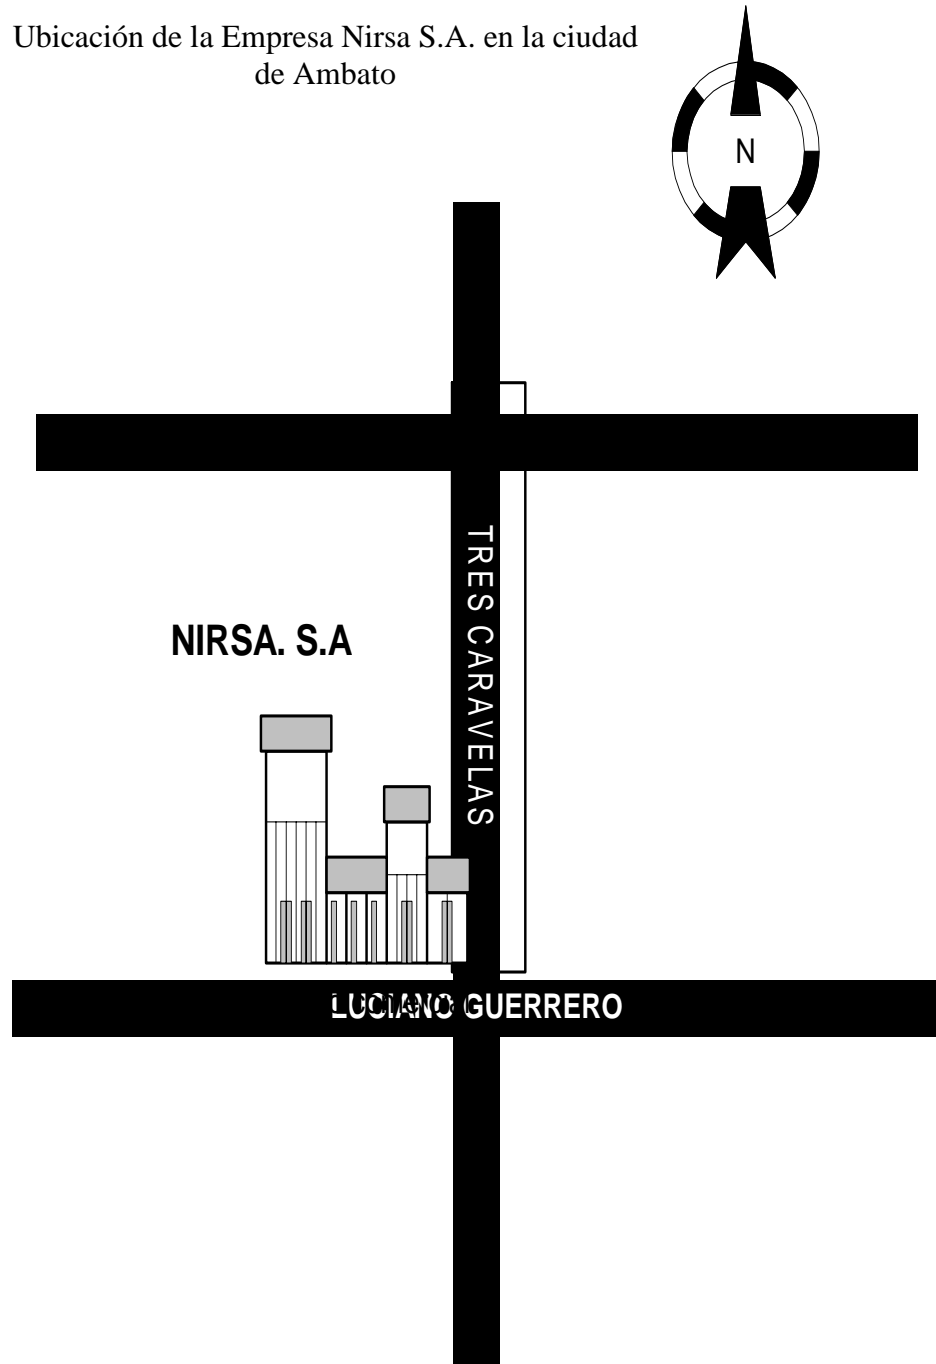 Ubicación de la Empresa Nirsa S.A. en la ciudad
de Ambato
N
TRES CARAVELAS
NIRSA. S.A
LUCIANO GUERRERO